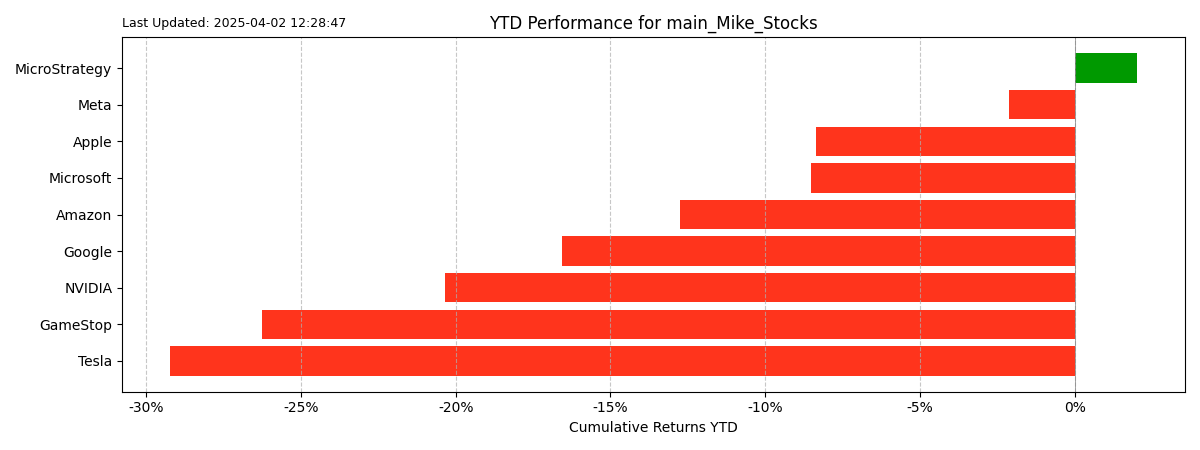 Last Updated: 2025-04-02 12:28:47
YTD Performance for main_Mike_Stocks
MicroStrategy
Meta
Apple
Microsoft
Amazon
Google
NVIDIA
GameStop
Tesla
-30% -25% -20% -15% -10% -5% 0%
Cumulative Returns YTD